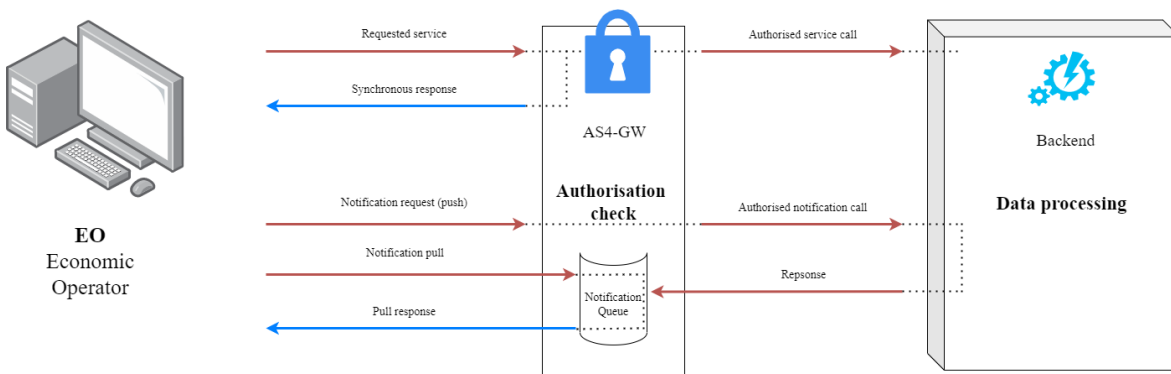 Requested service
Authorised service call
Synchronous response
AS4-GW
Backend
Authorisation
check
Data processing
Notification request (push)
Authorised notification call
EO
Economic
Operator
Notification pull
Repsonse
Notification
Queue
Pull response